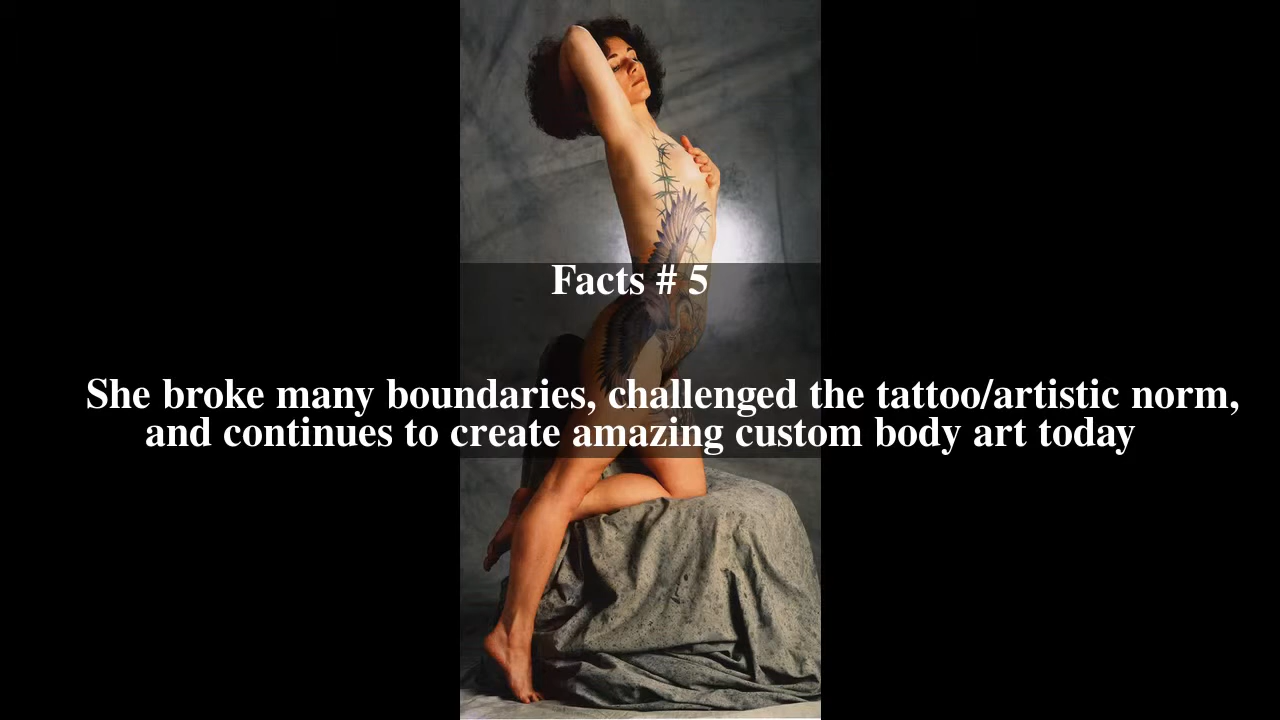 Facts # 5
She broke many boundaries, challenged the tattoo/artistic norm,
and continues to create amazing custom body art today